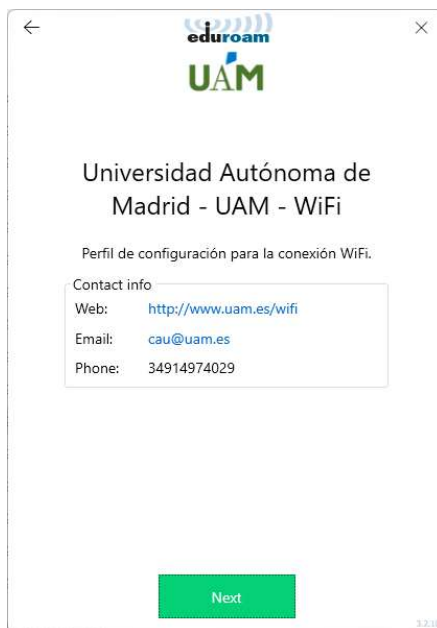 eduroam
UAM
Universidad Autónoma de
Madrid - UAM - WiFi
Perfil de configuración para la conexión WiFi.
Contact info
Web: http://www.uam.es/wifi
Email: cau@uam.es
Phone: 34914974029
Next